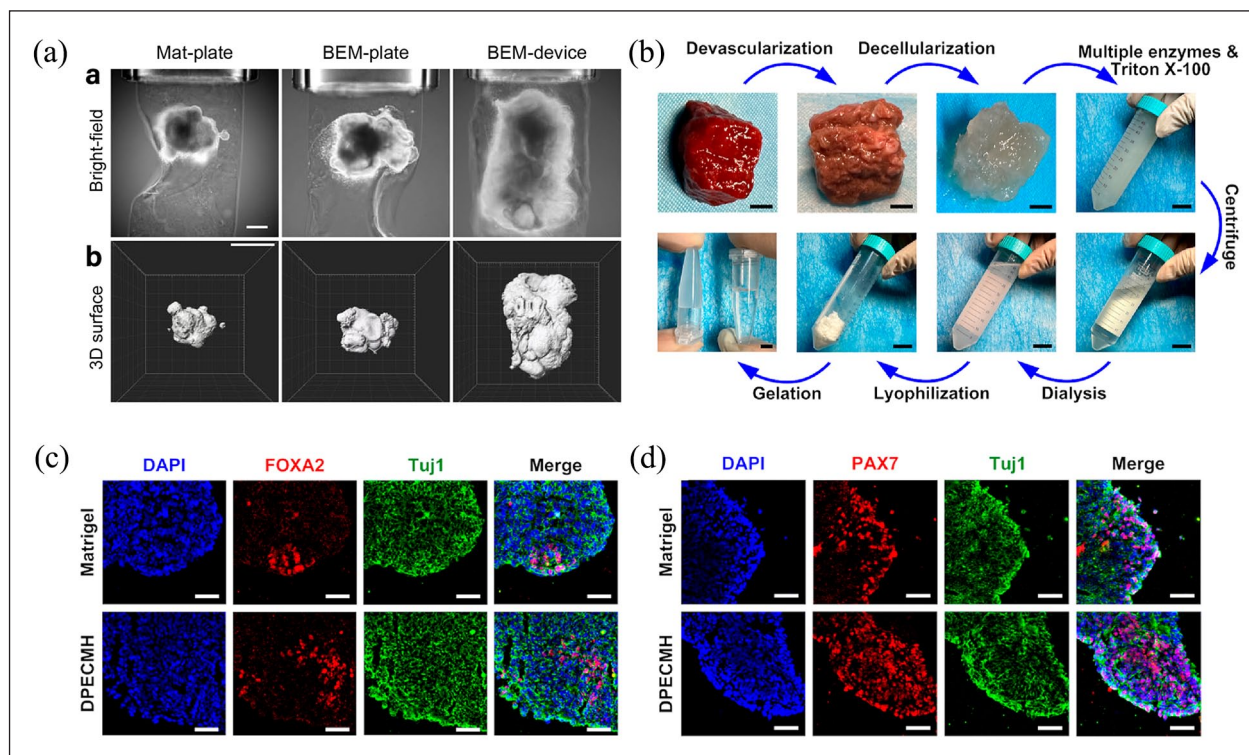 (a)
Mat-plate
BEM-plate
BEM-device
a
Bright-field
b
3D surface
(b)
Devascularization
Decellularization
Multiple enzymes &
Triton X-100
Centrifuge
Gelation
Lyophilization
Dialysis
(c)
DAPI
FOXA2
Tuj1
Merge
Matrigel
DPECMH
(d)
DAPI
PAX7
Tuj1
Merge
Matrigel
DPECMH